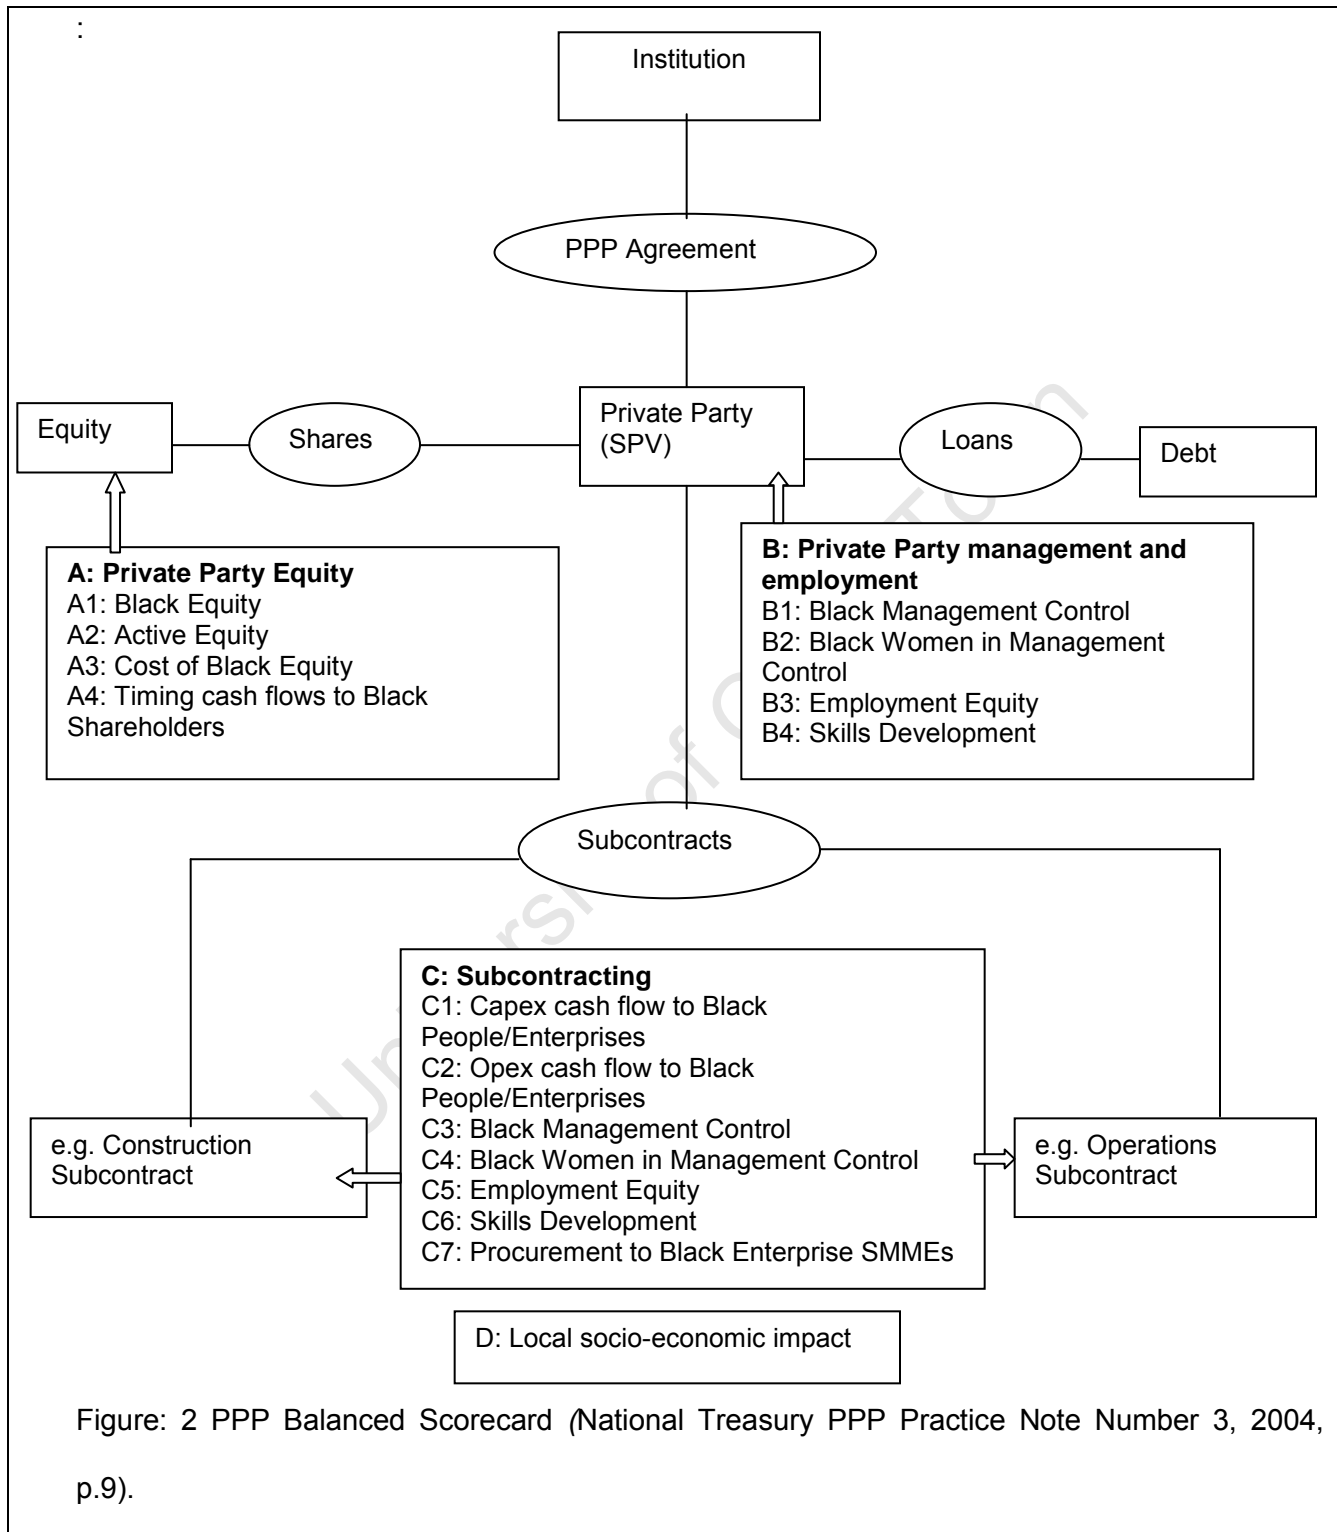 :
Institution
PPP Agreement
Equity
Shares
Private Party
(SPV)
Loans
Debt
A: Private Party Equity
A1: Black Equity
A2: Active Equity
A3: Cost of Black Equity
A4: Timing cash flows to Black
Shareholders
B: Private Party management and
employment
B1: Black Management Control
B2: Black Women in Management
Control
B3: Employment Equity
B4: Skills Development
Subcontracts
C: Subcontracting
C1: Capex cash flow to Black
People/Enterprises
C2: Opex cash flow to Black
People/Enterprises
C3: Black Management Control
C4: Black Women in Management Control
C5: Employment Equity
C6: Skills Development
C7: Procurement to Black Enterprise SMMEs
e.g. Construction
Subcontract
e.g. Operations
Subcontract
D: Local socio-economic impact
Figure: 2 PPP Balanced Scorecard (National Treasury PPP Practice Note Number 3, 2004,
p.9).
University of Cape Town